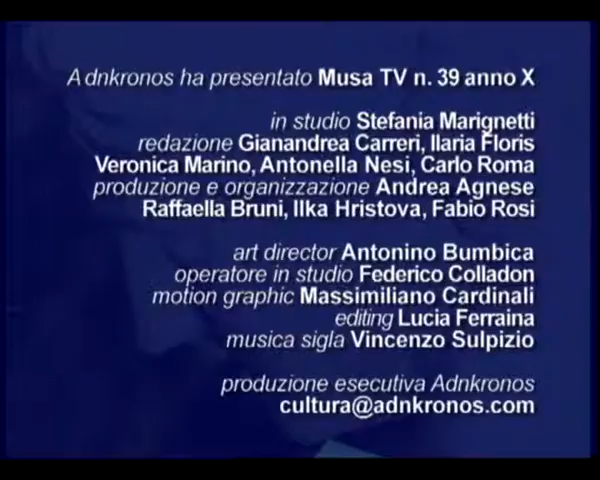 Adnkronos ha presentato Musa TV n. 39 anno X
in studio Stefania Marignetti
redazione Gianandrea Carreri, Ilaria Floris
Veronica Marino, Antonella Nesi, Carlo Roma
produzione e organizzazione Andrea Agnese
Raffaella Bruni, Ilka Hristova, Fabio Rosi
art director Antonino Bumbica
operatore in studio Federico Colladon
motion graphic Massimiliano Cardinali
editing Lucia Ferraina
musica sigla Vincenzo Sulpizio
produzione esecutiva Adnkronos
cultura@adnkronos.com